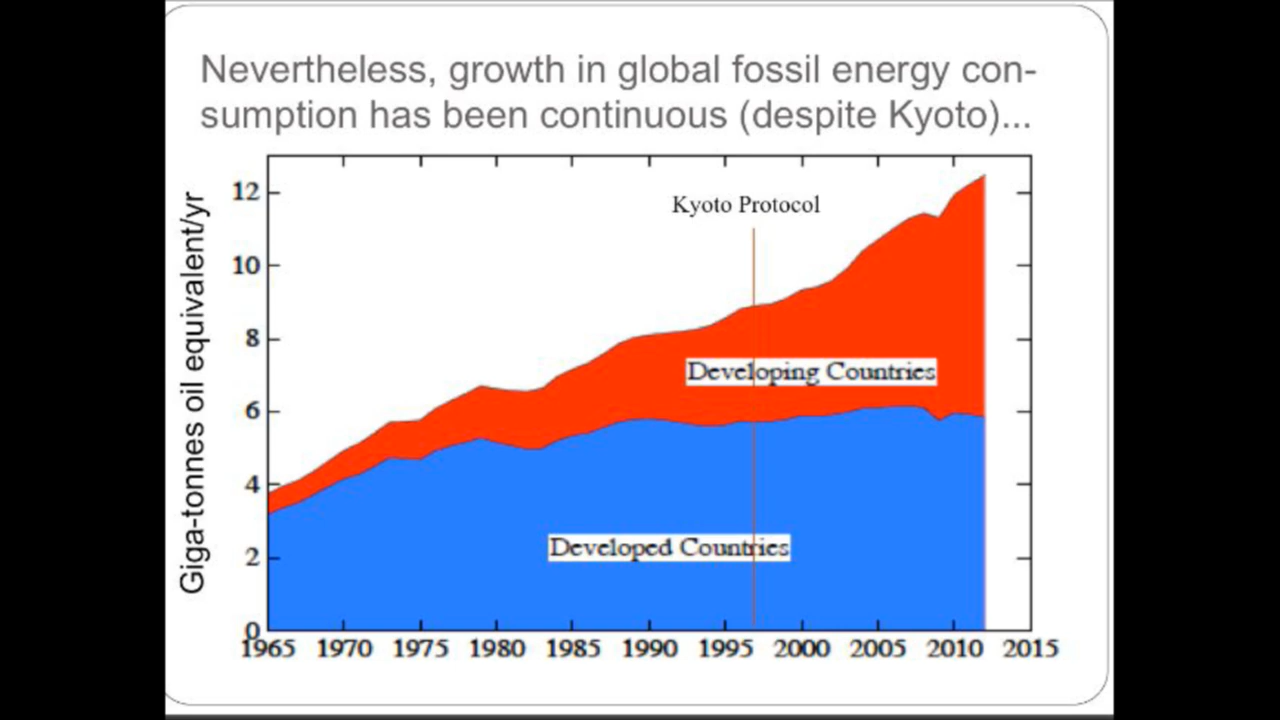 Nevertheless, growth in global fossil energy con-
sumption has been continuous (despite Kyoto)...
Giga-tonnes oil equivalent/yr
12
10
8
6
4
2
0
Kyoto Protocol
Developing Countries
Developed Countries
1965 1970 1975 1980 1985 1990 1995 2000 2005 2010 2015